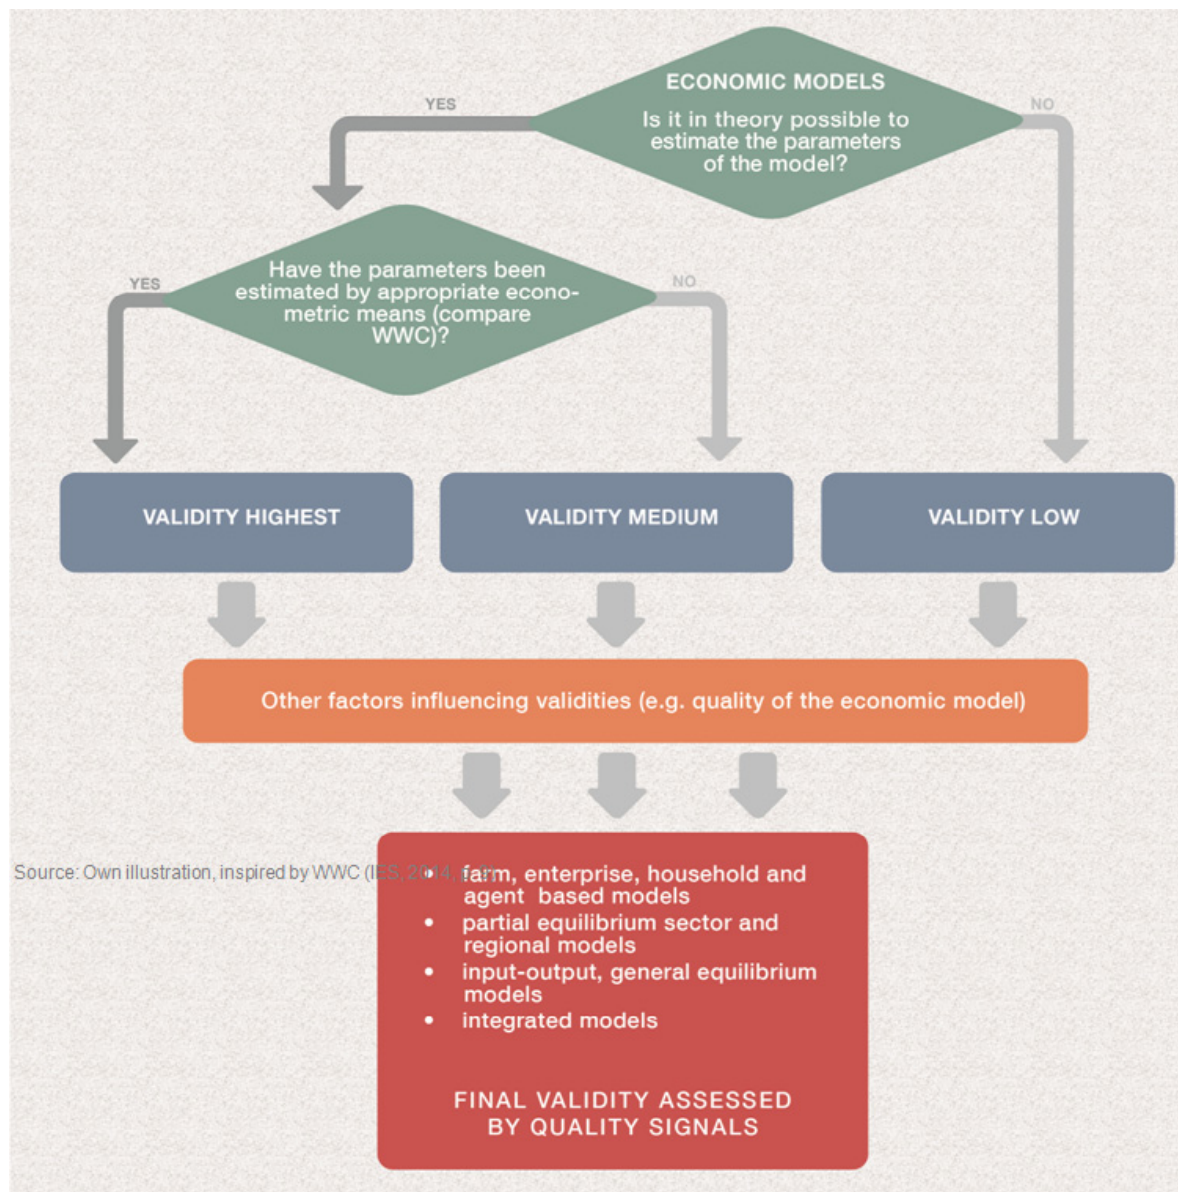 ECONOMIC MODELS
YES
NO
Is it in theory possible to
estimate the parameters
of the model?
Have the parameters been
estimated by appropriate econo-
metric means (compare
WWC)?
YES
NO
VALIDITY HIGHEST
VALIDITY MEDIUM
VALIDITY LOW
Other factors influencing validities (e.g. quality of the economic model)
Source: Own illustration, inspired by WWC (IES, 2014,
• farm, enterprise, household and
agent based models
• partial equilibrium sector and
regional models
• input-output, general equilibrium
models
• integrated models
FINAL VALIDITY ASSESSED
BY QUALITY SIGNALS